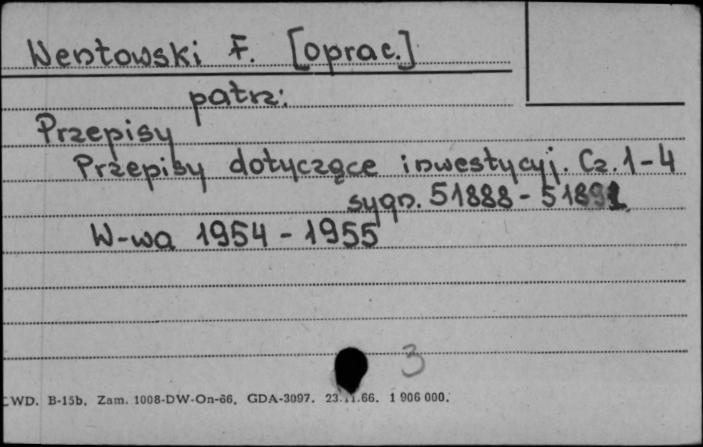 Wentowski F. [oprac.]
patrz:
Przepisy
Przepisy dotyczące inwestycyj. Cz. 1-4
sygn. 51888 - 51891
W-wa 1954 - 1955
3
WD. B-15b. Zam. 1008-DW-On-66. GDA-3097. 23.11.66. 1 906 000.